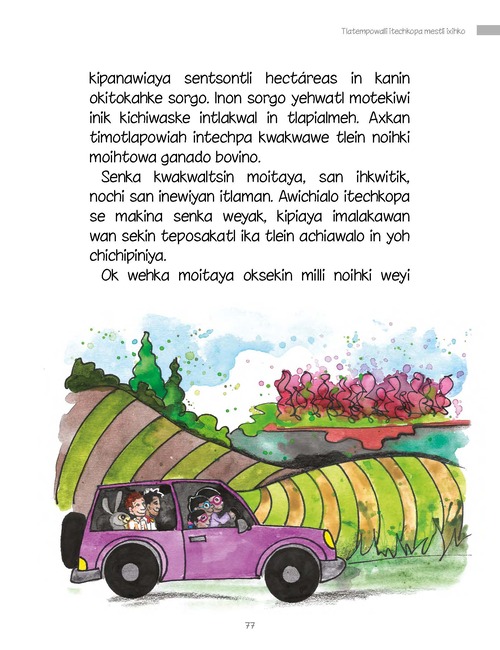 Tlatempowalli itechkopa mestli ixihko
kipanawiaya sentsontli hectáreas in kanin
okitokahke sorgo. Inon sorgo yehwatl motekiwi
inik kichiwaske intlakwal in tlapialmeh. Axkan
timotlapowiah intechpa kwakwawe tlein noihki
moihtowa ganado bovino.
Senka kwakwaltsin moitaya, san ihkwitik,
nochi san inewiyan itlaman. Awichialo itechkopa
se makina senka weyak, kipiaya imalakawan
wan sekin teposakatl ika tlein achiawalo in yoh
chichipiniya.
Ok wehka moitaya oksekin milli noihki weyi
77